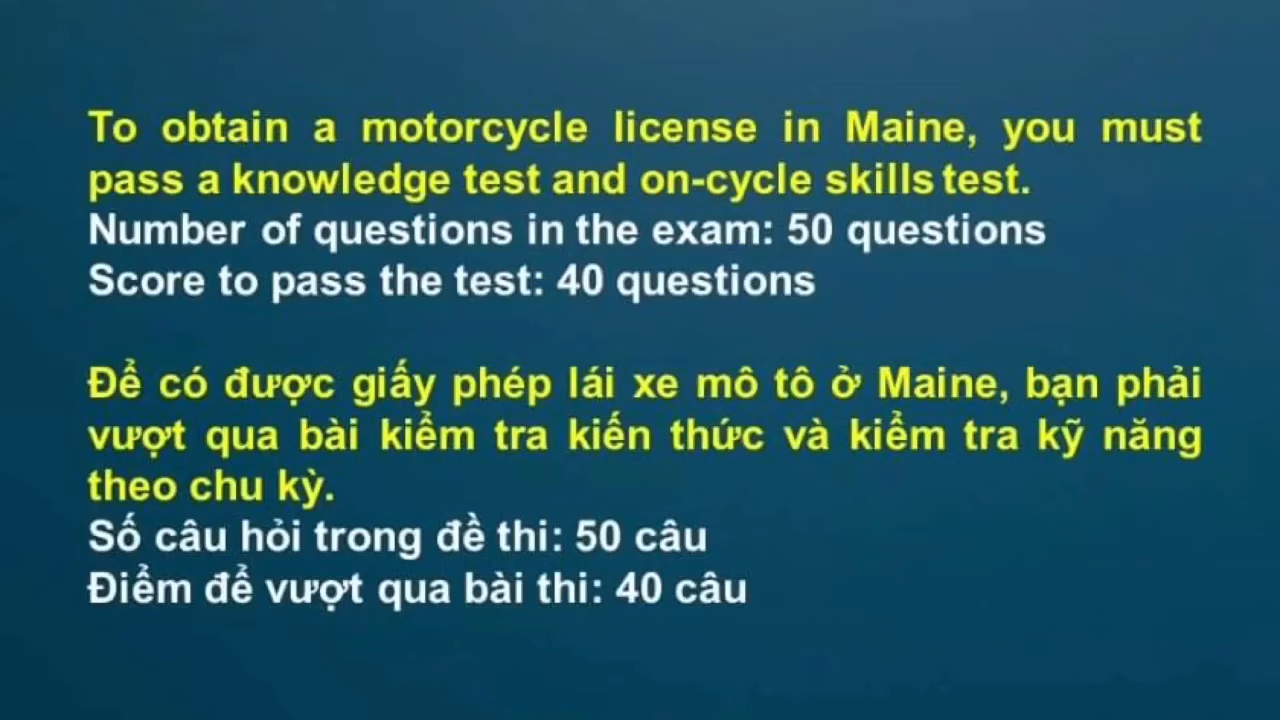 To obtain a motorcycle license in Maine, you must
pass a knowledge test and on-cycle skills test.
Number of questions in the exam: 50 questions
Score to pass the test: 40 questions
Để có được giấy phép lái xe mô tô ở Maine, bạn phải
vượt qua bài kiểm tra kiến thức và kiểm tra kỹ năng
theo chu kỳ.
Số câu hỏi trong đề thi: 50 câu
Điểm để vượt qua bài thi: 40 câu